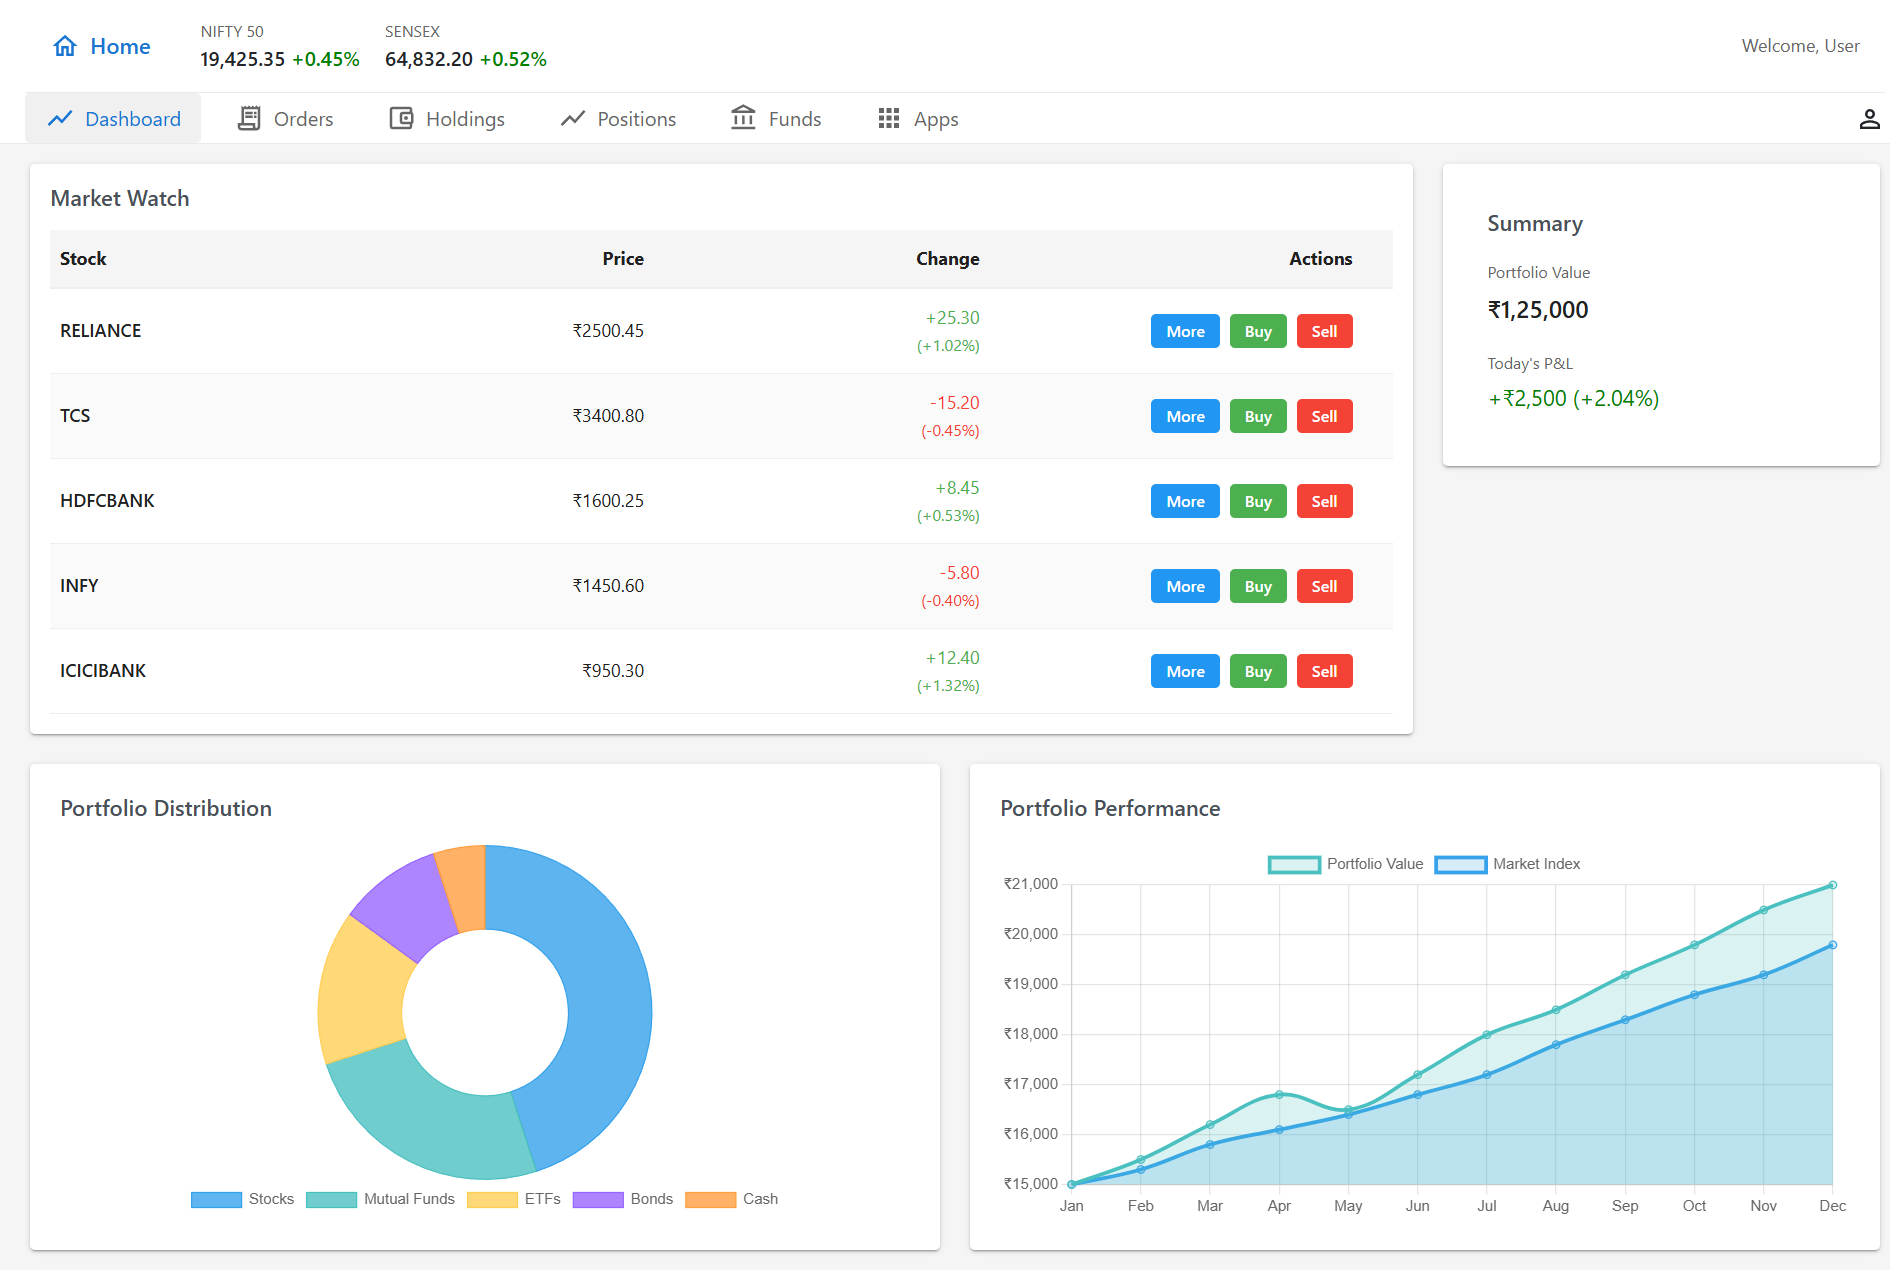 Home
NIFTY 50
19,425.35 +0.45%
SENSEX
64,832.20 +0.52%
Welcome, User
Dashboard
Orders
Holdings
Positions
Funds
Apps
Market Watch
Stock Price Change Actions
RELIANCE ₹2500.45 +25.30 (+1.02%) More Buy Sell
TCS ₹3400.80 -15.20 (-0.45%) More Buy Sell
HDFCBANK ₹1600.25 +8.45 (+0.53%) More Buy Sell
INFY ₹1450.60 -5.80 (-0.40%) More Buy Sell
ICICIBANK ₹950.30 +12.40 (+1.32%) More Buy Sell
Summary
Portfolio Value
₹1,25,000
Today's P&L
+₹2,500 (+2.04%)
Portfolio Distribution
Stocks Mutual Funds ETFs Bonds Cash
Portfolio Performance
Portfolio Value Market Index
₹21,000
₹20,000
₹19,000
₹18,000
₹17,000
₹16,000
₹15,000
Jan Feb Mar Apr May Jun Jul Aug Sep Oct Nov Dec